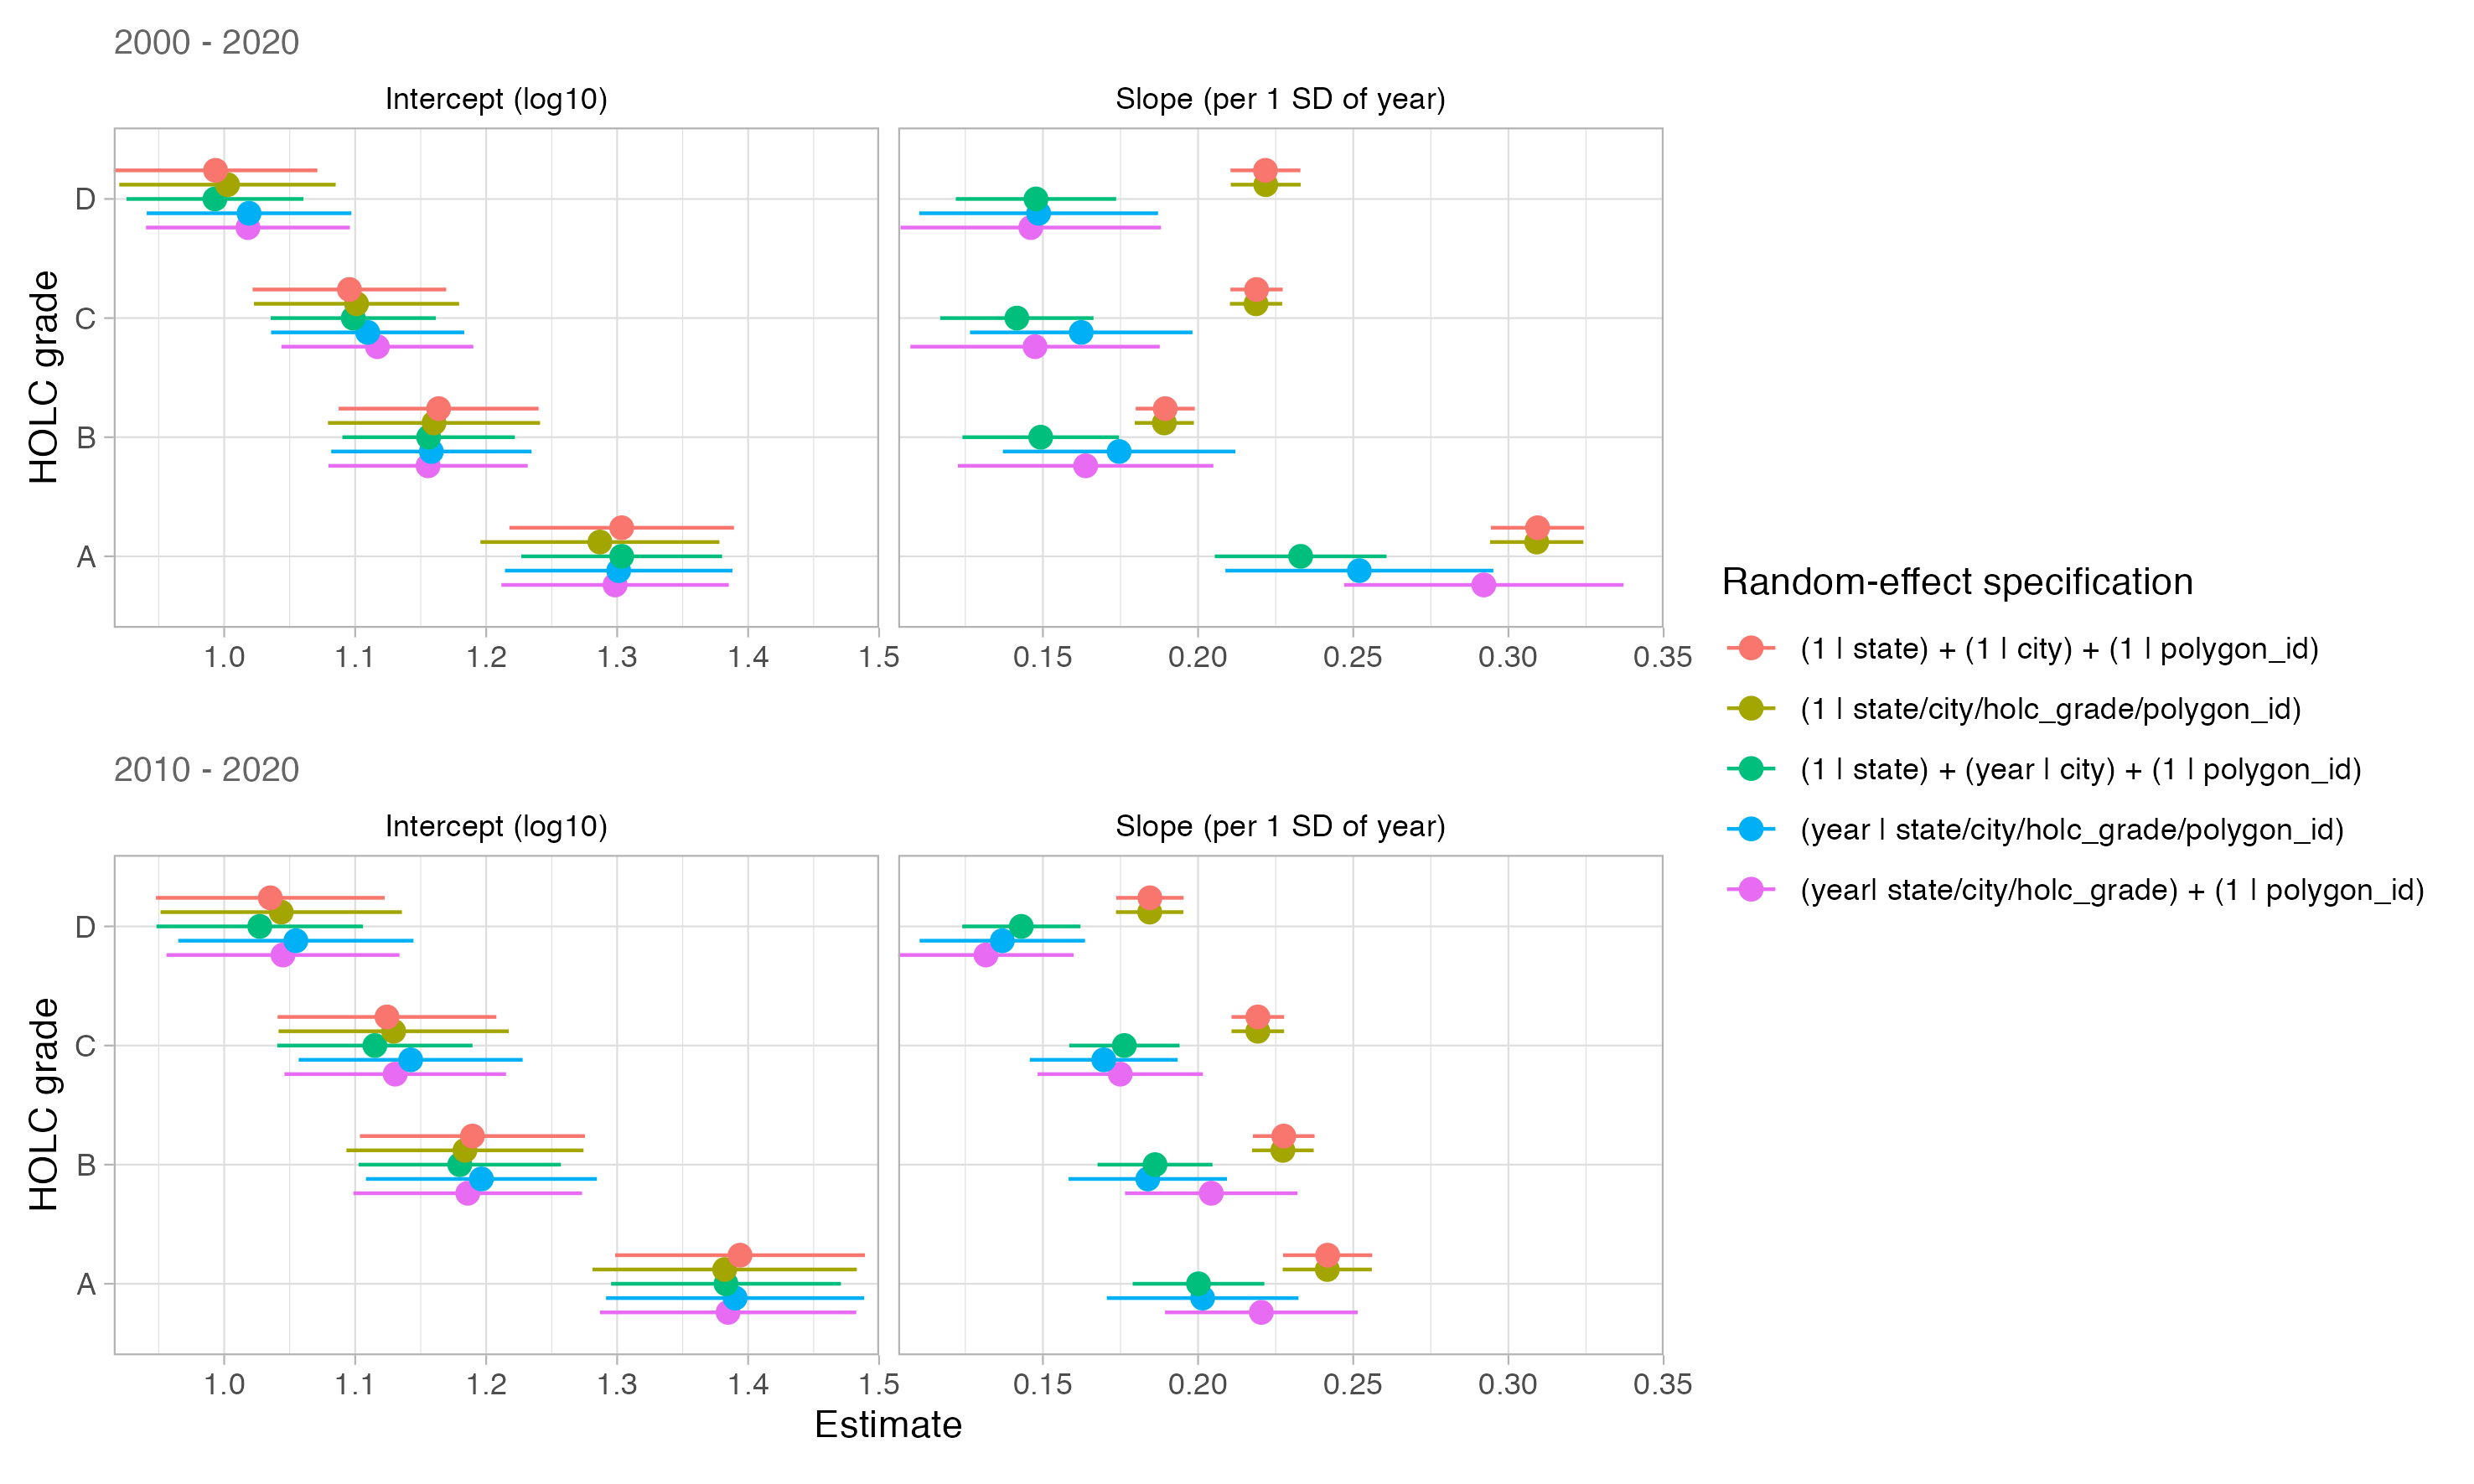 2000 - 2020
Intercept (log10)
Slope (per 1 SD of year)
HOLC grade
D
C
B
A
1.0 1.1 1.2 1.3 1.4 1.5
0.15 0.20 0.25 0.30 0.35
2010 - 2020
Intercept (log10)
Slope (per 1 SD of year)
HOLC grade
D
C
B
A
1.0 1.1 1.2 1.3 1.4 1.5
0.15 0.20 0.25 0.30 0.35
Estimate
Random-effect specification
(1 | state) + (1 | city) + (1 | polygon_id)
(1 | state/city/holc_grade/polygon_id)
(1 | state) + (year | city) + (1 | polygon_id)
(year | state/city/holc_grade/polygon_id)
(year| state/city/holc_grade) + (1 | polygon_id)